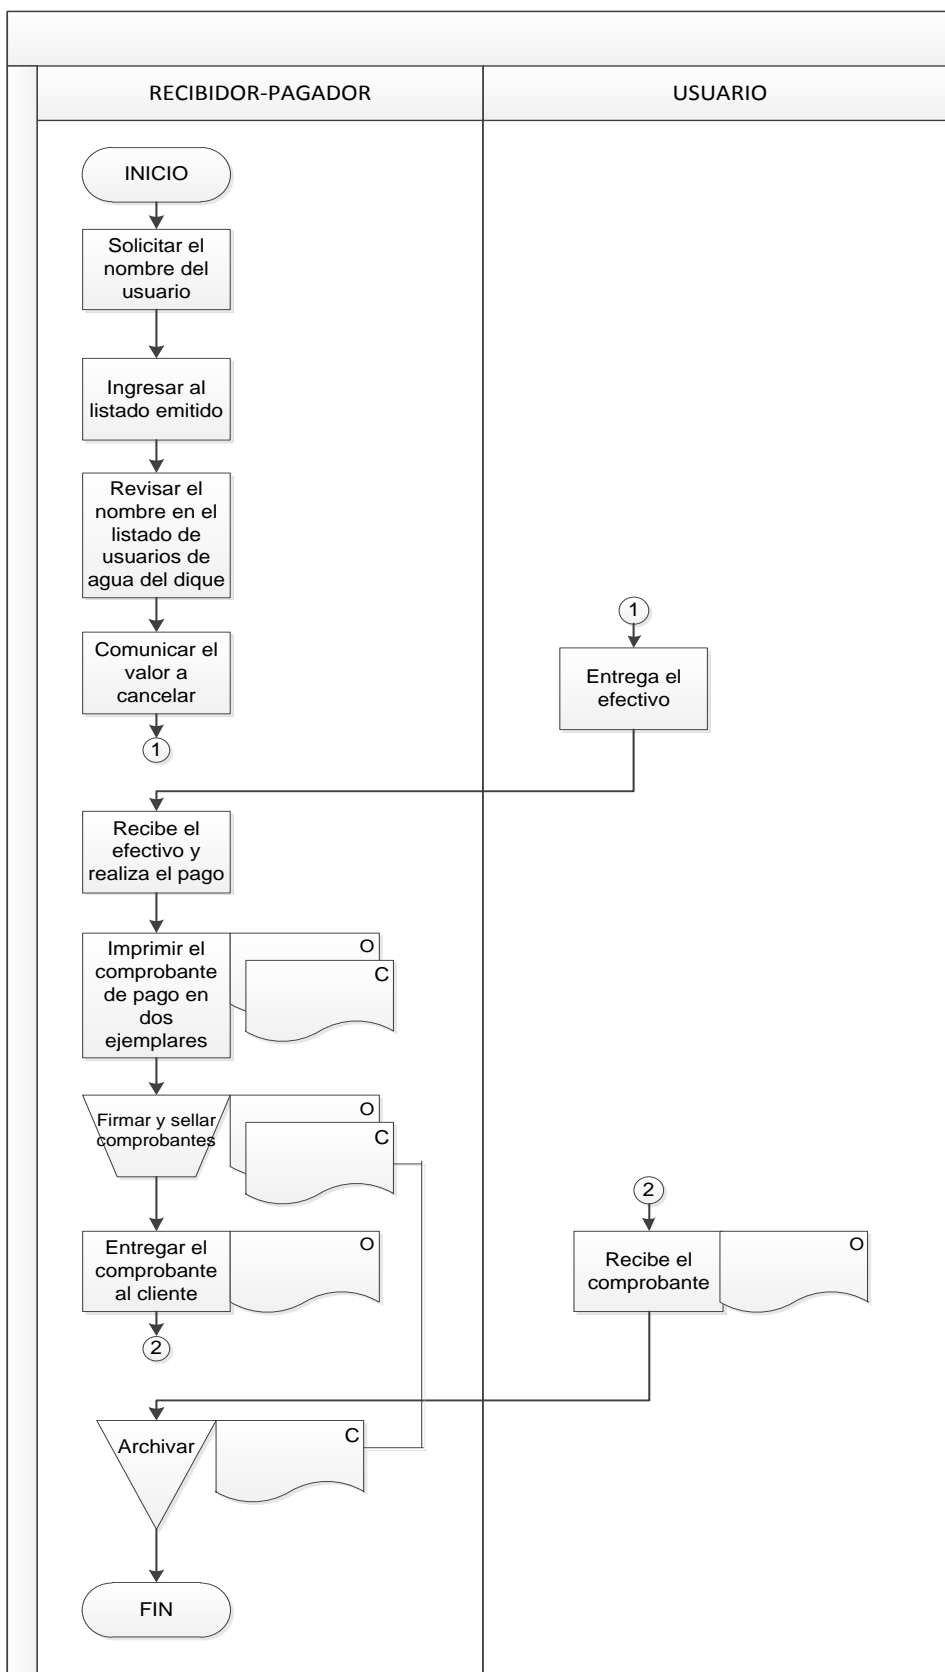 RECIBIDOR-PAGADOR
USUARIO
INICIO
Solicitar el
nombre del
usuario
Ingresar al
listado emitido
Revisar el
nombre en el
listado de
usuarios de
agua del dique
Comunicar el
valor a
cancelar
1
1
Entrega el
efectivo
Recibe el
efectivo y
realiza el pago
Imprimir el
comprobante
de pago en
dos
ejemplares
O
C
Firmar y sellar
comprobantes
O
C
Entregar el
comprobante
al cliente
O
2
2
Recibe el
comprobante
O
Archivar
C
FIN